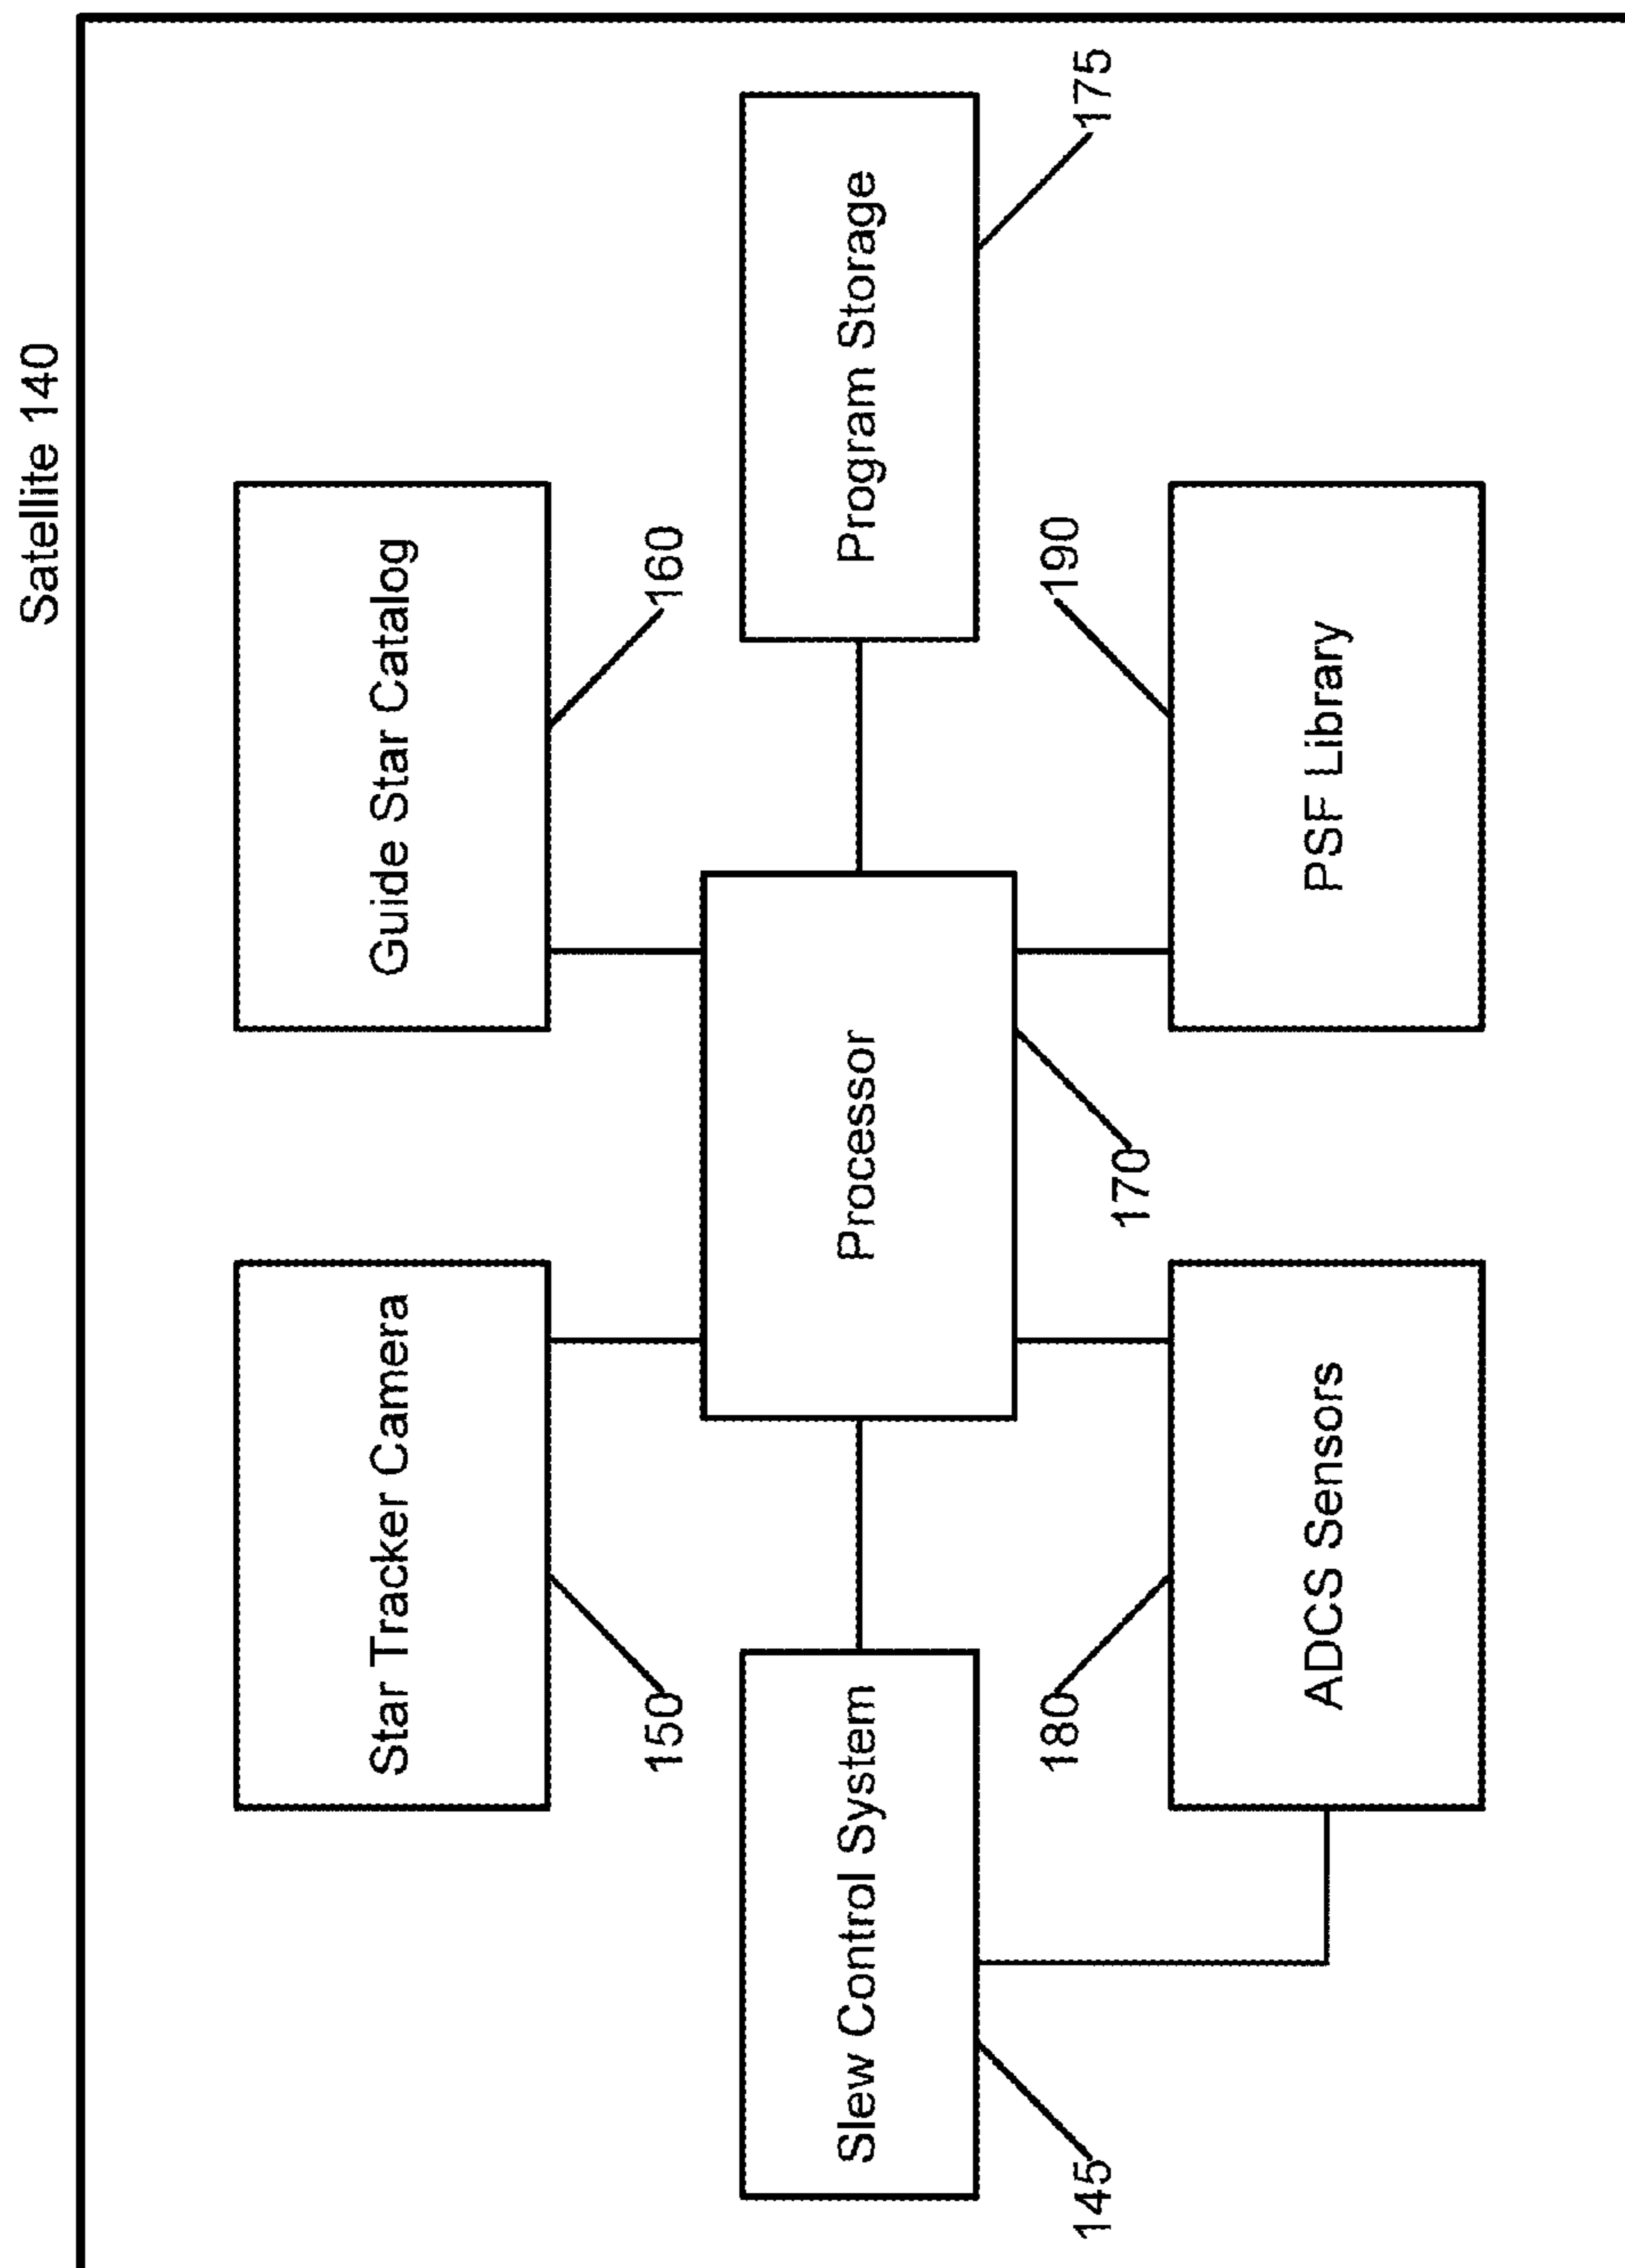 Satellite 140
Star Tracker Camera
150
Guide Star Catalog
160
Slew Control System
145
Processor
170
Program Storage
175
ADCS Sensors
180
PSF Library
190